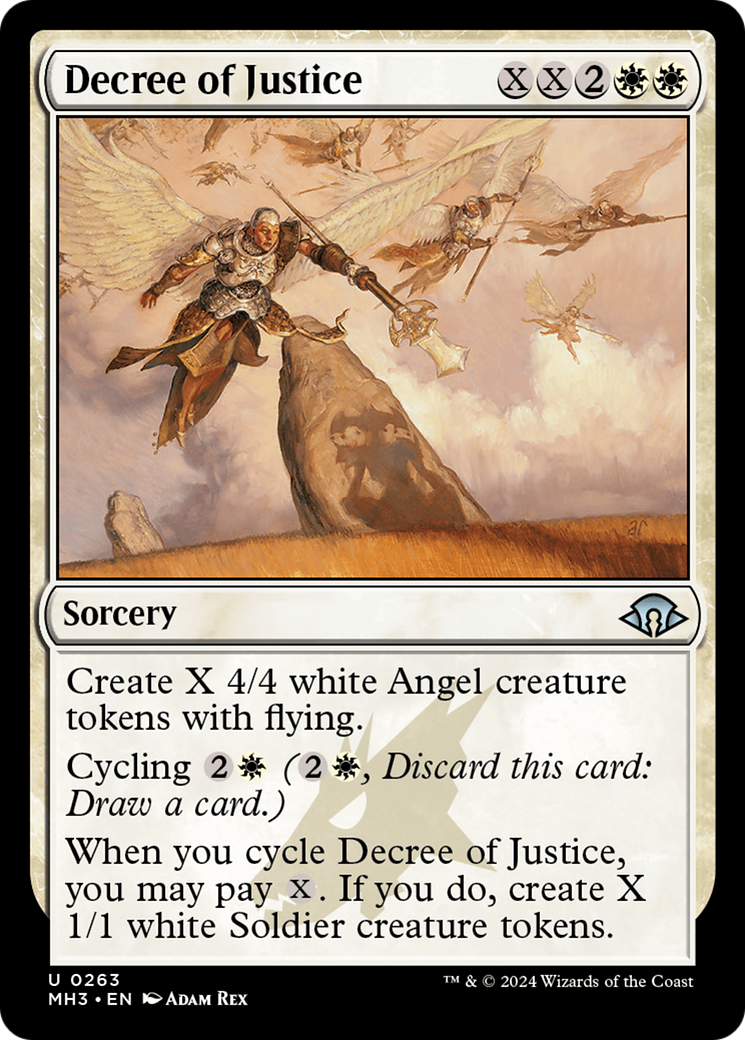 Decree of Justice X X 2
Sorcery
Create X 4/4 white Angel creature
tokens with flying.
Cycling 2 (2 , Discard this card:
Draw a card.)
When you cycle Decree of Justice,
you may pay X. If you do, create X
1/1 white Soldier creature tokens.
U 0263
MH3 • EN Adam Rex
™ & © 2024 Wizards of the Coast